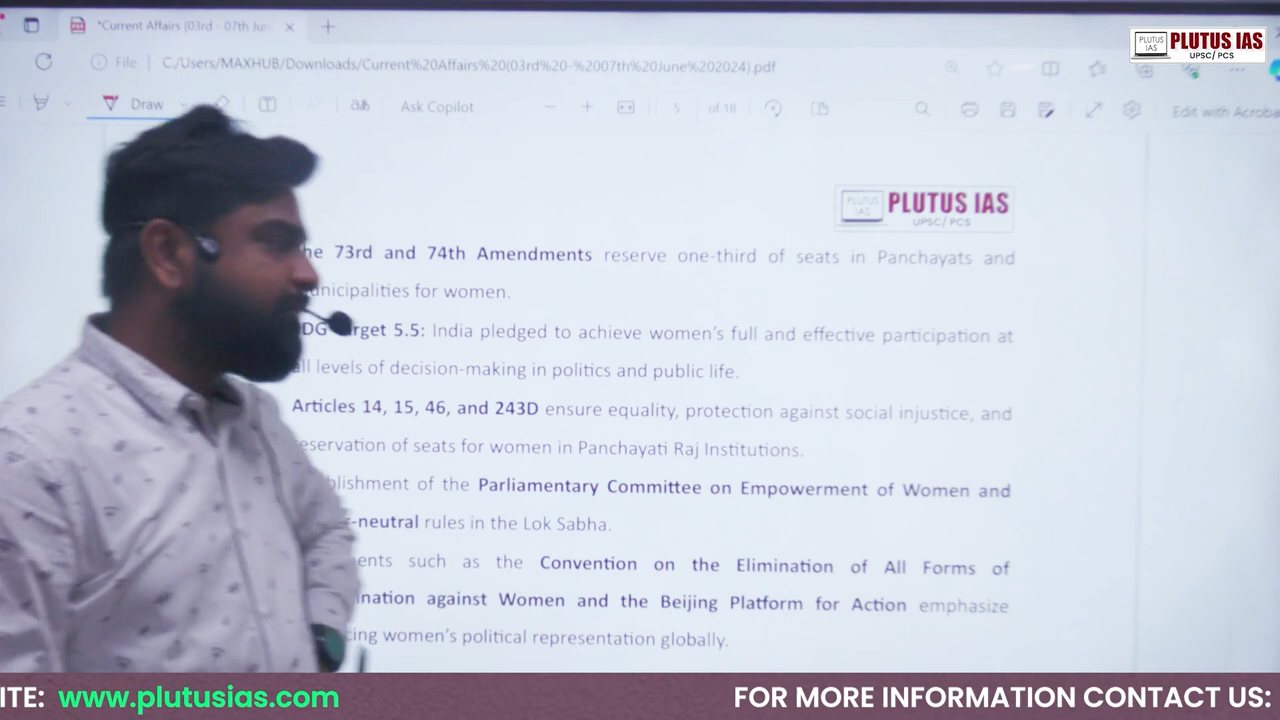 *Current Affairs (03rd - 07th Jun
PLUTUS IAS
PLUTUS IAS
UPSC/ PCS
File | C:/Users/MAXHUB/Downloads/Current%20 %20June%202024).pdf
Draw
Ask Copilot
5 of 18
Edit with Acroba
PLUTUS IAS
PLUTUS IAS
UPSC/ PCS
he 73rd and 74th Amendments reserve one-third of seats in Panchayats and
unicipalities for women.
DG rget 5.5: India pledged to achieve women's full and effective participation at
all levels of decision-making in politics and public life.
Articles 14, 15, 46, and 243D ensure equality, protection against social injustice, and
eservation of seats for women in Panchayati Raj Institutions.
blishment of the Parliamentary Committee on Empowerment of Women and
-neutral rules in the Lok Sabha.
ents such as the Convention on the Elimination of All Forms of
ination against Women and the Beijing Platform for Action emphasize
cing women's political representation globally.
ITE: www.plutusias.com
FOR MORE INFORMATION CONTACT US: